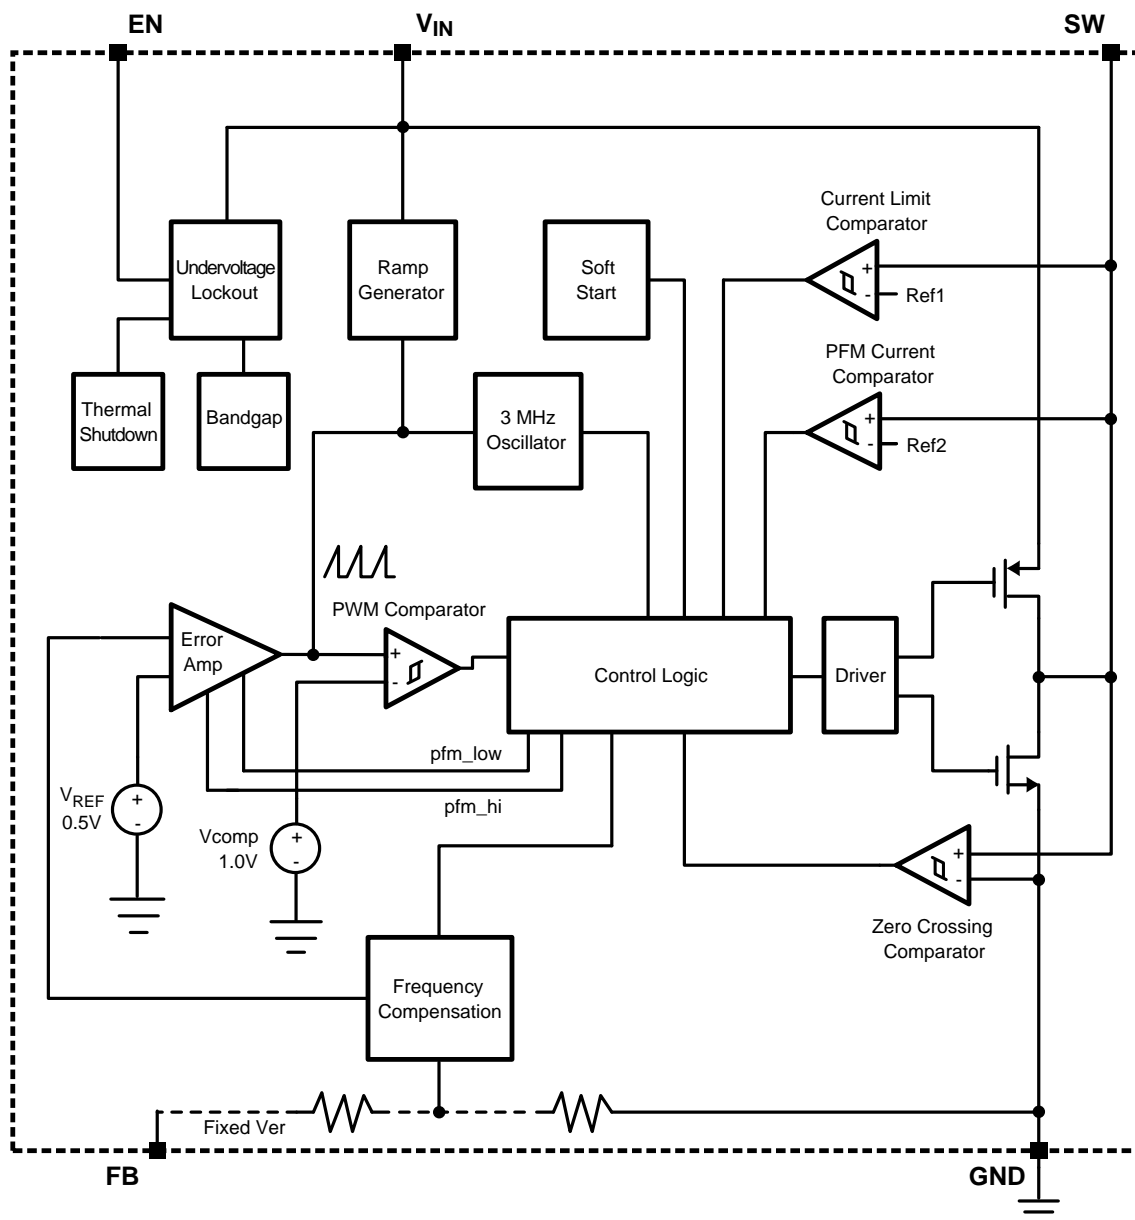 EN
VIN
SW
Undervoltage
Lockout
Ramp
Generator
Soft
Start
Current Limit
Comparator
+
-
Ref1
PFM Current
Comparator
+
-
Ref2
Thermal
Shutdown
Bandgap
3 MHz
Oscillator
PWM Comparator
Error
Amp
+
-
Control Logic
Driver
pfm_low
pfm_hi
VREF
0.5V
+
-
Vcomp
1.0V
+
-
+
-
Zero Crossing
Comparator
Frequency
Compensation
Fixed Ver
FB
GND